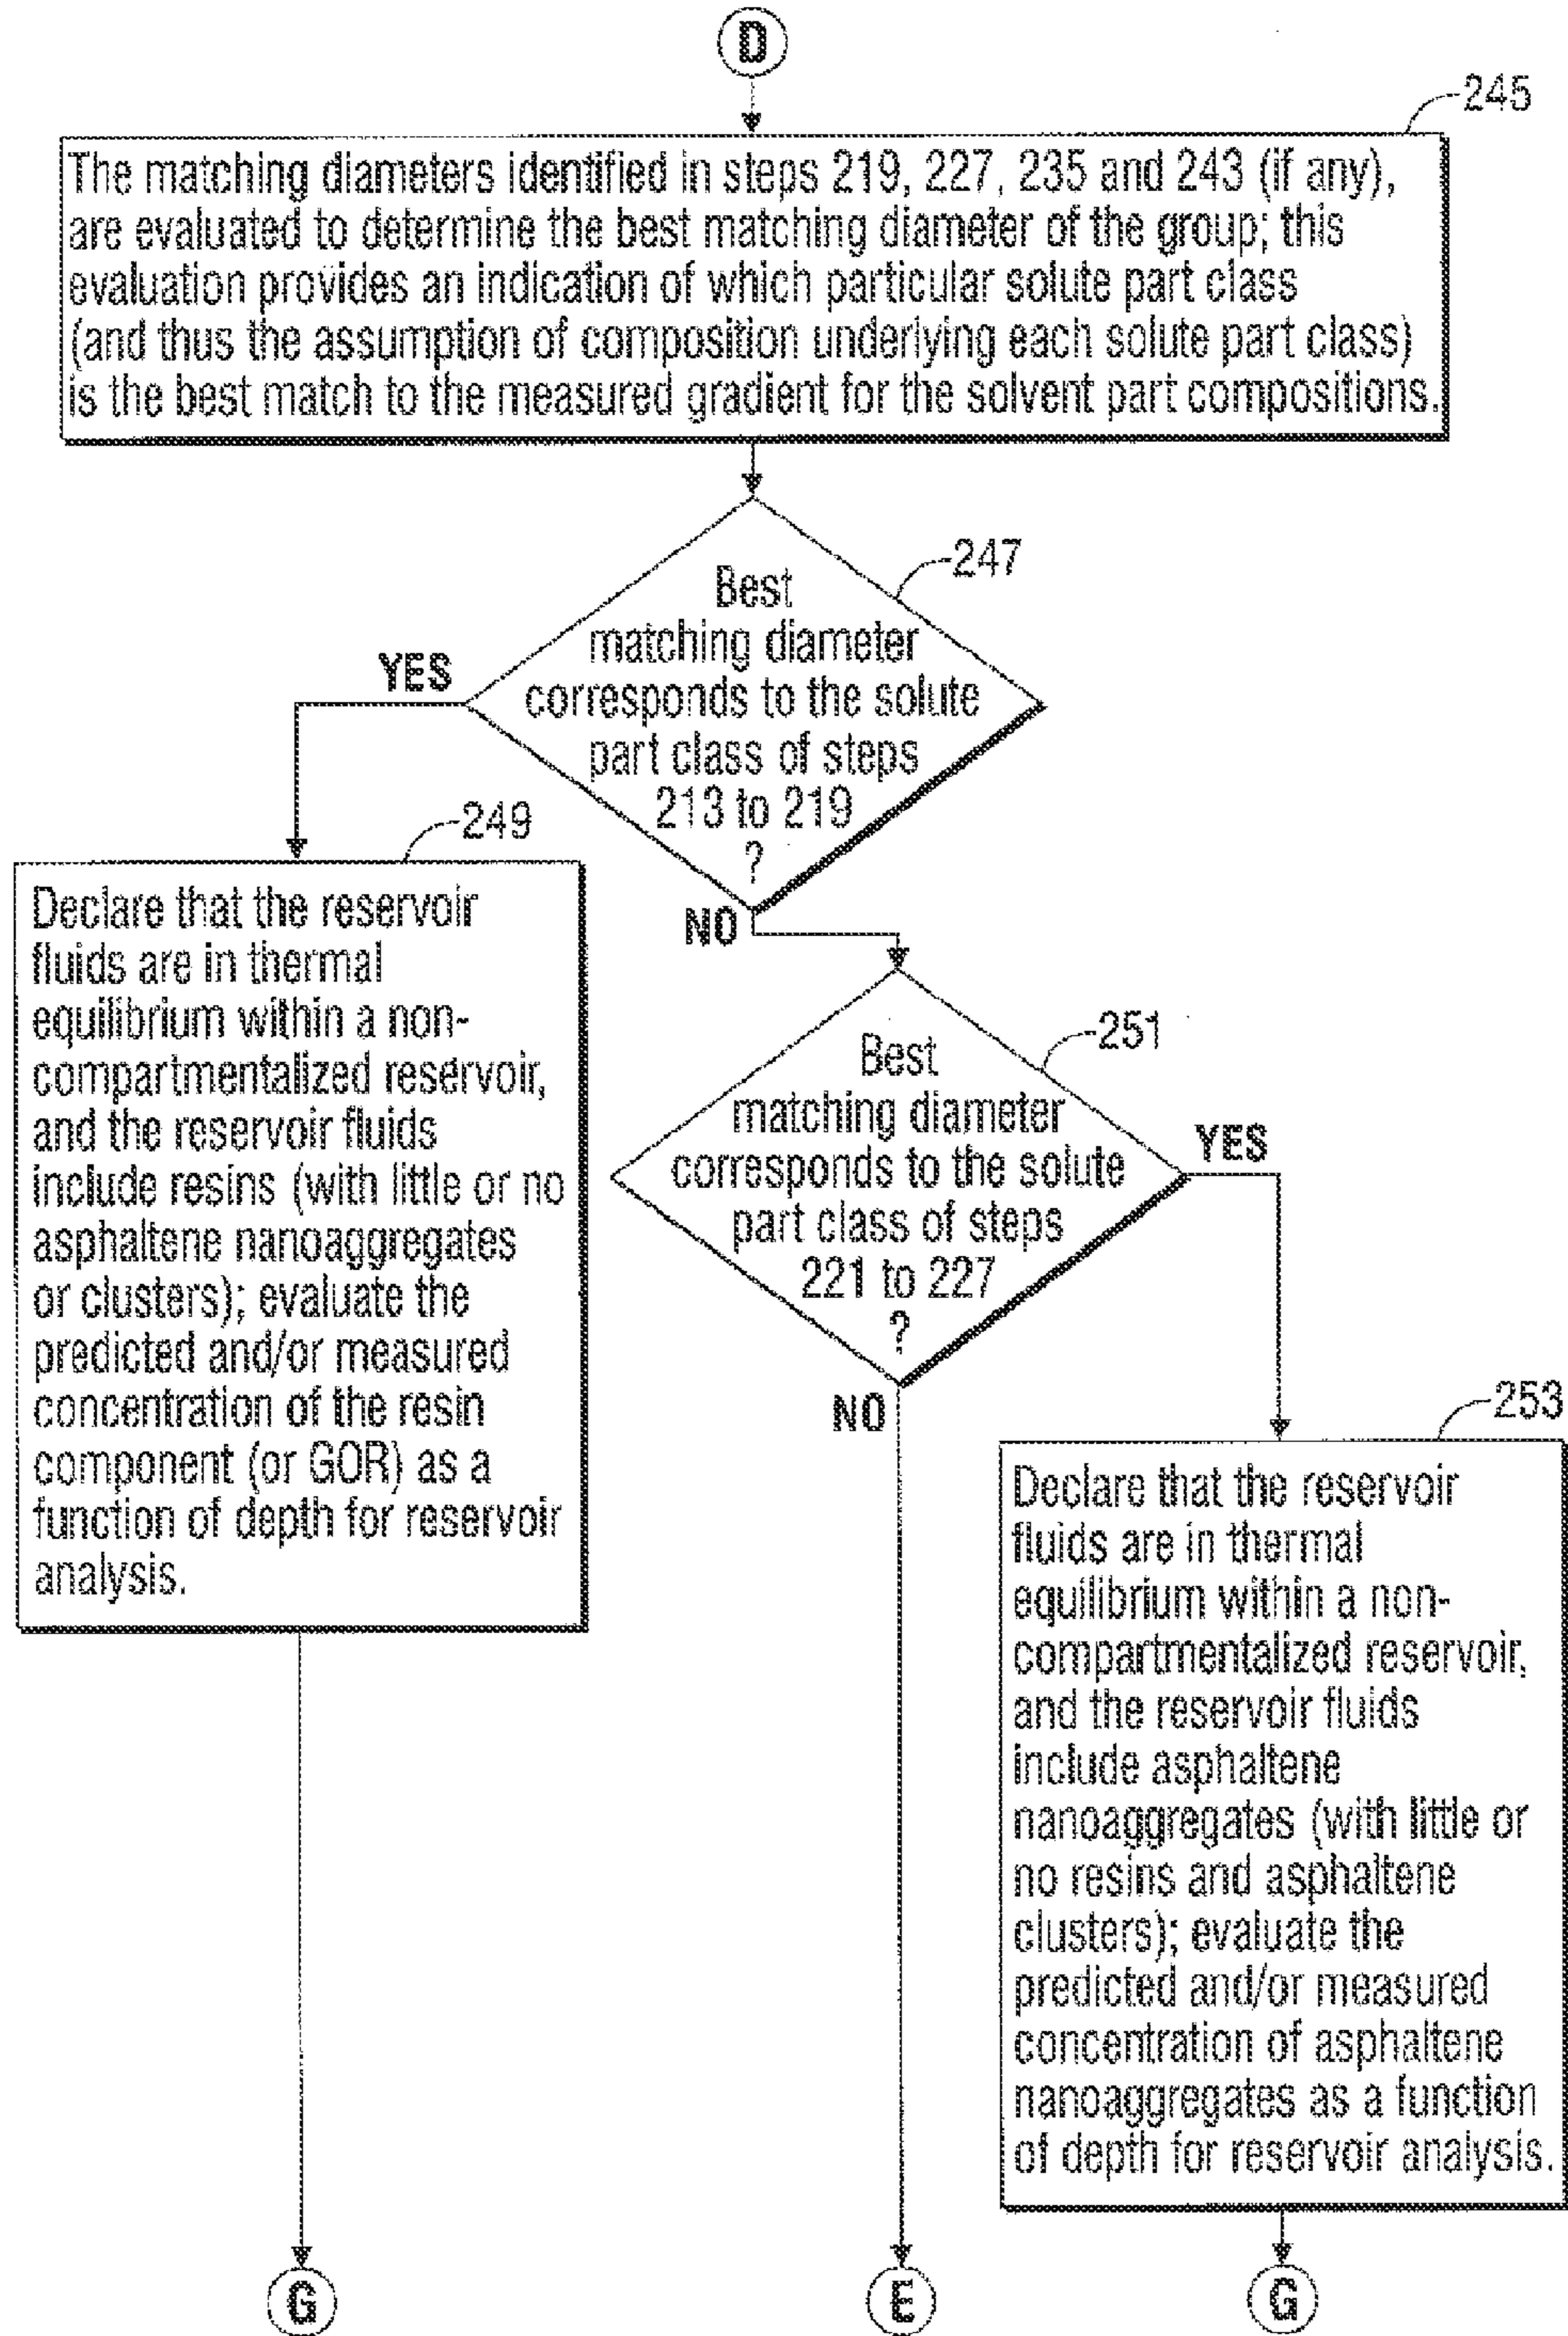 D
245
The matching diameters identified in steps 219, 227, 235 and 243 (if any),
are evaluated to determine the best matching diameter of the group; this
evaluation provides an indication of which particular solute part class
(and thus the assumption of composition underlying each solute part class)
is the best match to the measured gradient for the solvent part compositions.
247
Best
matching diameter
corresponds to the solute
part class of steps
213 to 219
?
YES
NO
249
Declare that the reservoir
fluids are in thermal
equilibrium within a non-
compartmentalized reservoir,
and the reservoir fluids
include resins (with little or no
asphaltene nanoaggregates
or clusters); evaluate the
predicted and/or measured
concentration of the resin
component (or GOR) as a
function of depth for reservoir
analysis.
251
Best
matching diameter
corresponds to the solute
part class of steps
221 to 227
?
YES
NO
253
Declare that the reservoir
fluids are in thermal
equilibrium within a non-
compartmentalized reservoir,
and the reservoir fluids
include asphaltene
nanoaggregates (with little or
no resins and asphaltene
clusters); evaluate the
predicted and/or measured
concentration of asphaltene
nanoaggregates as a function
of depth for reservoir analysis.
G
E
G